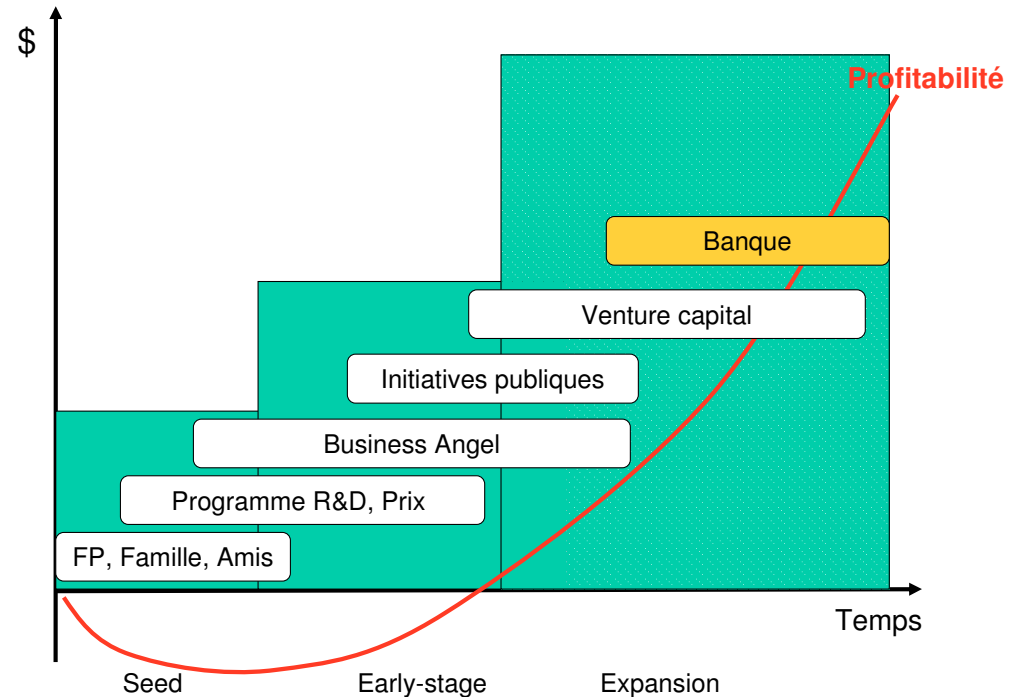 $
Profitabilité
Banque
Venture capital
Initiatives publiques
Business Angel
Programme R&D, Prix
FP, Famille, Amis
Temps
Seed Early-stage Expansion